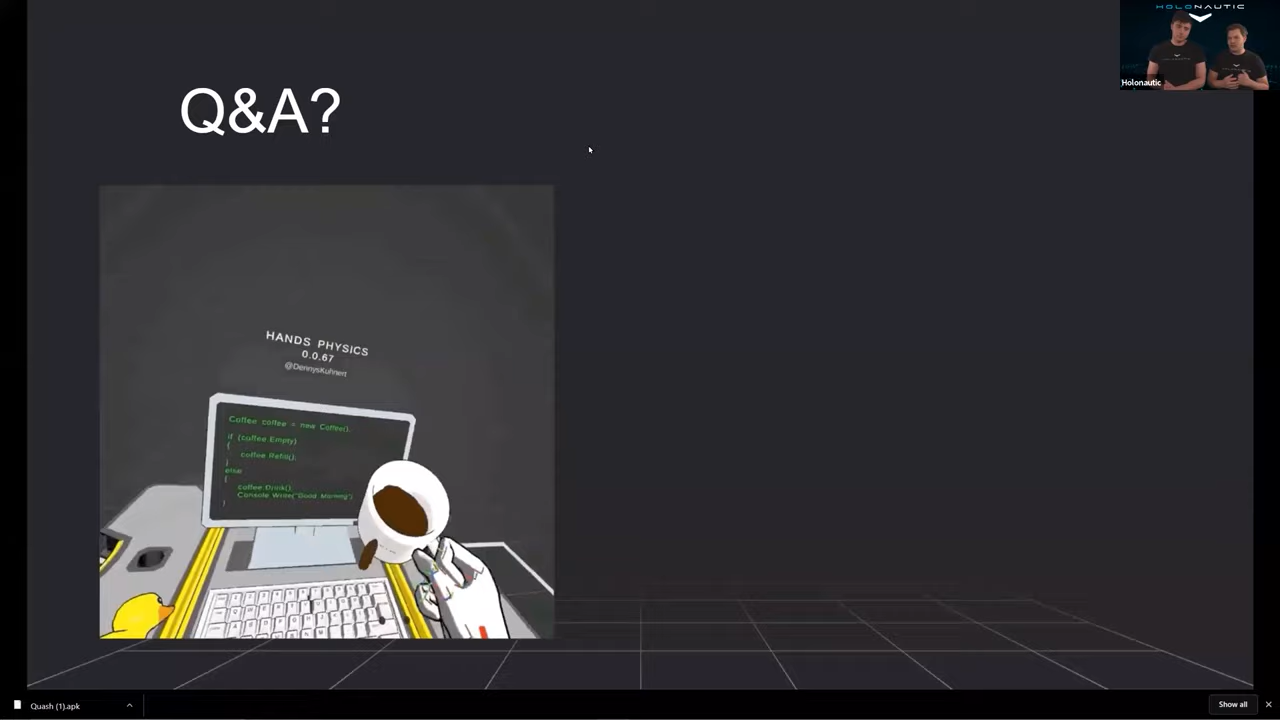 HOLONAUTIC
Holonautic
Q&A?
HANDS PHYSICS
0.0.67
@DennysKuhnert
Coffee coffee = new Coffee();
if (coffee.Empty)
{
coffee.Refill();
}
else
{
coffee.Drink();
Console.Write("Good Morning")
}
Quash (1).apk
Show all